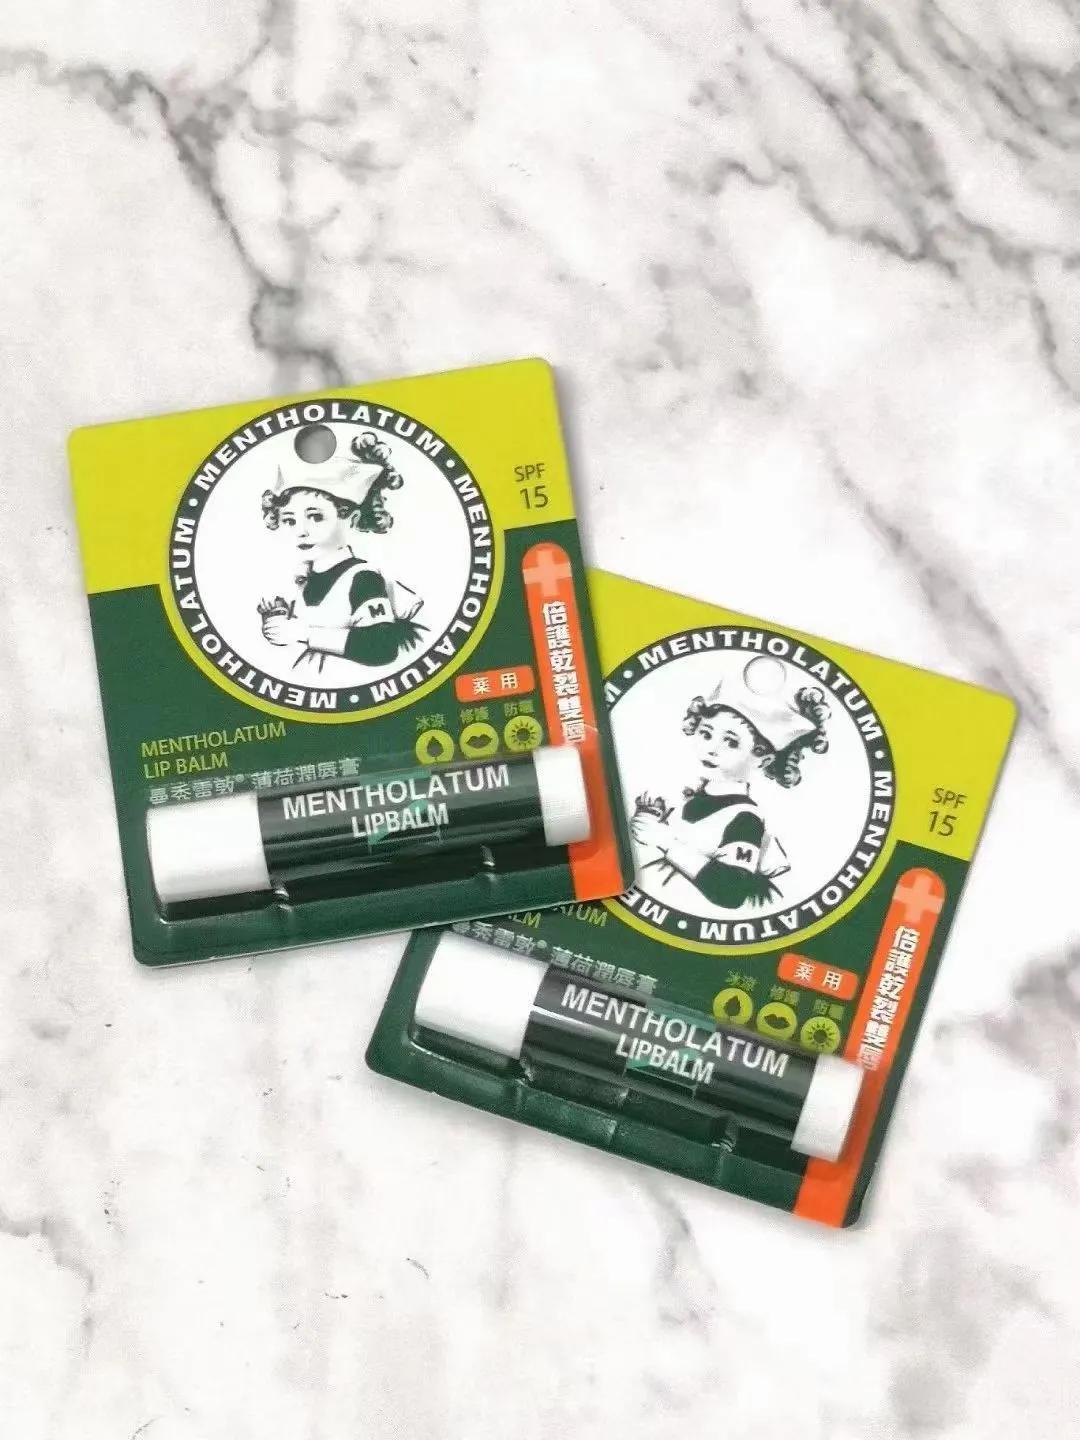 MENTHOLATUM • MENTHOLATUM • MENTHOLATUM • MENTHOLATUM •
SPF
15
M
倍護乾裂雙唇
薬用
冰涼 修護 防曬
MENTHOLATUM
LIP BALM
曼秀雷敦® 薄荷潤唇膏
MENTHOLATUM
LIPBALM
MENTHOLATUM • MENTHOLATUM
SPF
15
M
倍護乾裂雙唇
薬用
冰涼 修護 防曬
曼秀雷敦® 薄荷潤唇膏
MENTHOLATUM
LIPBALM